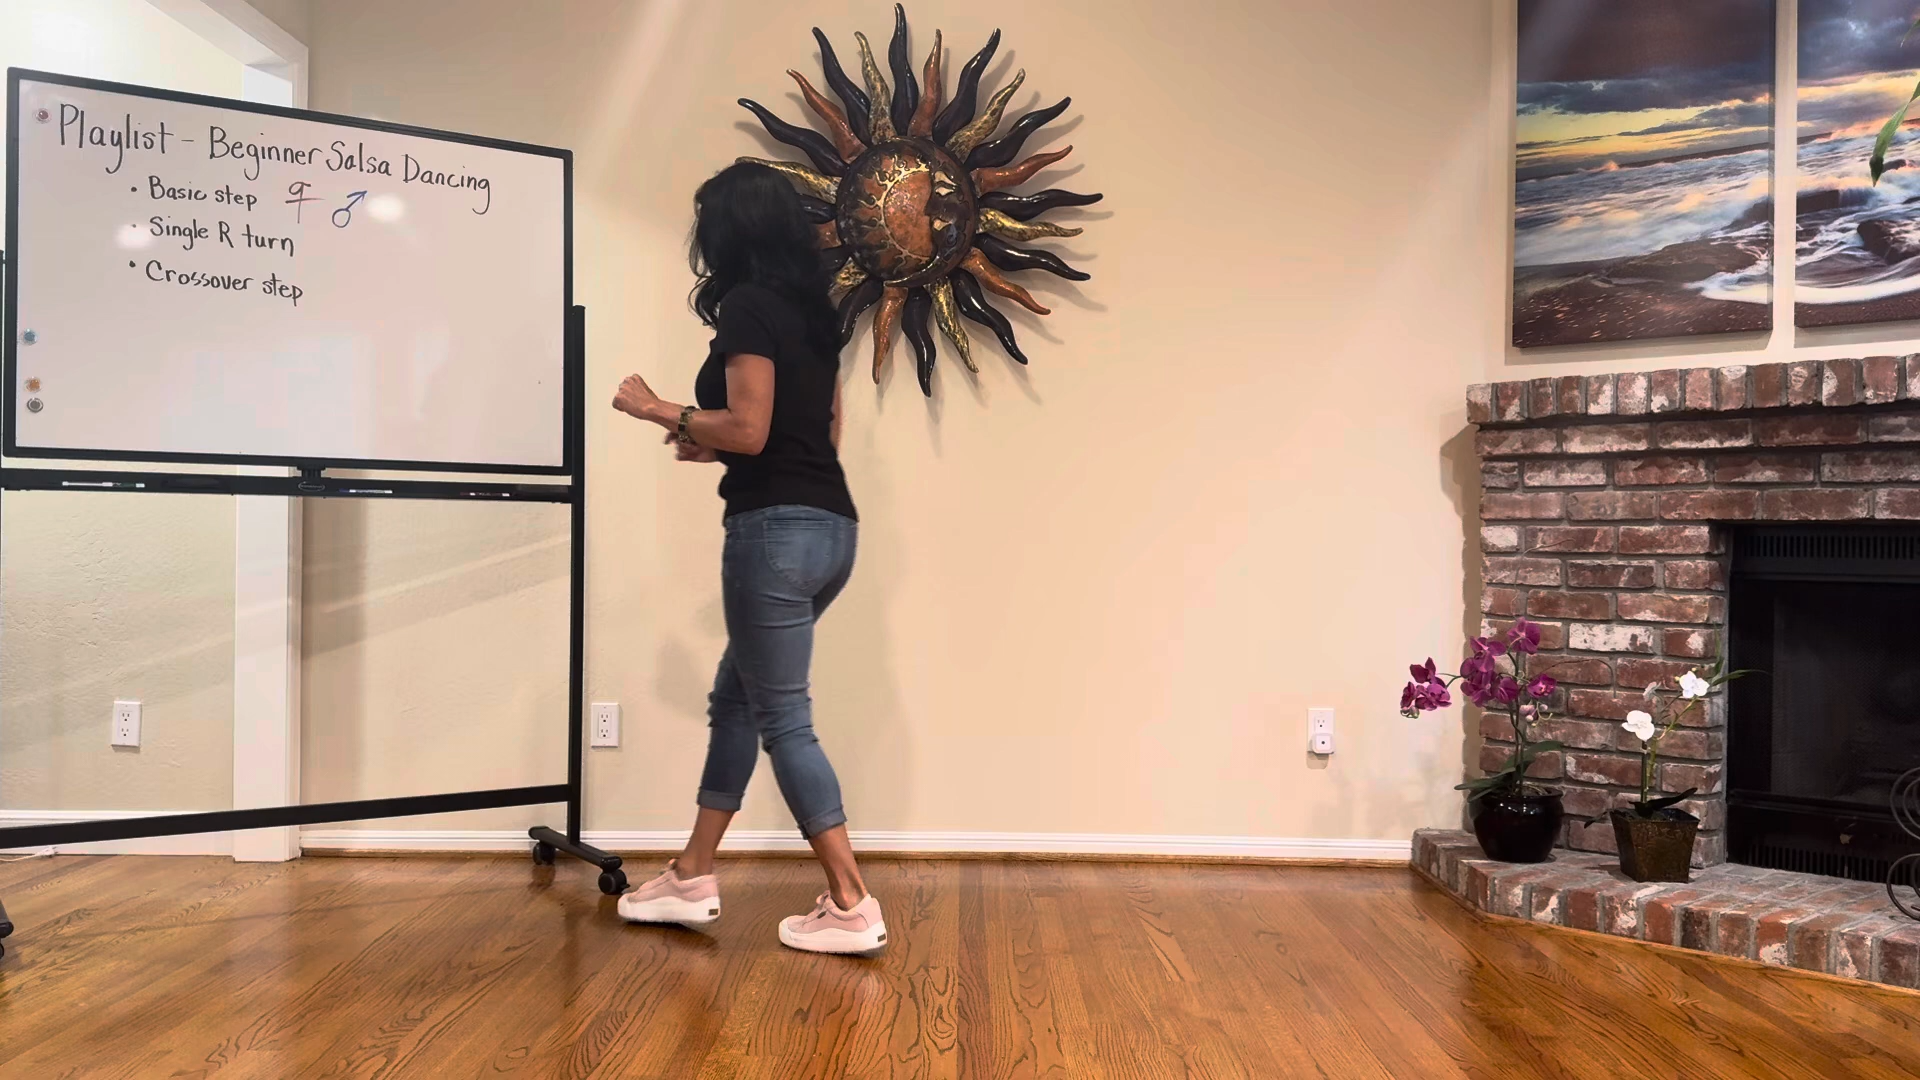 Playlist - Beginner Salsa Dancing
• Basic step ♀ ♂
• Single R turn
• Crossover step